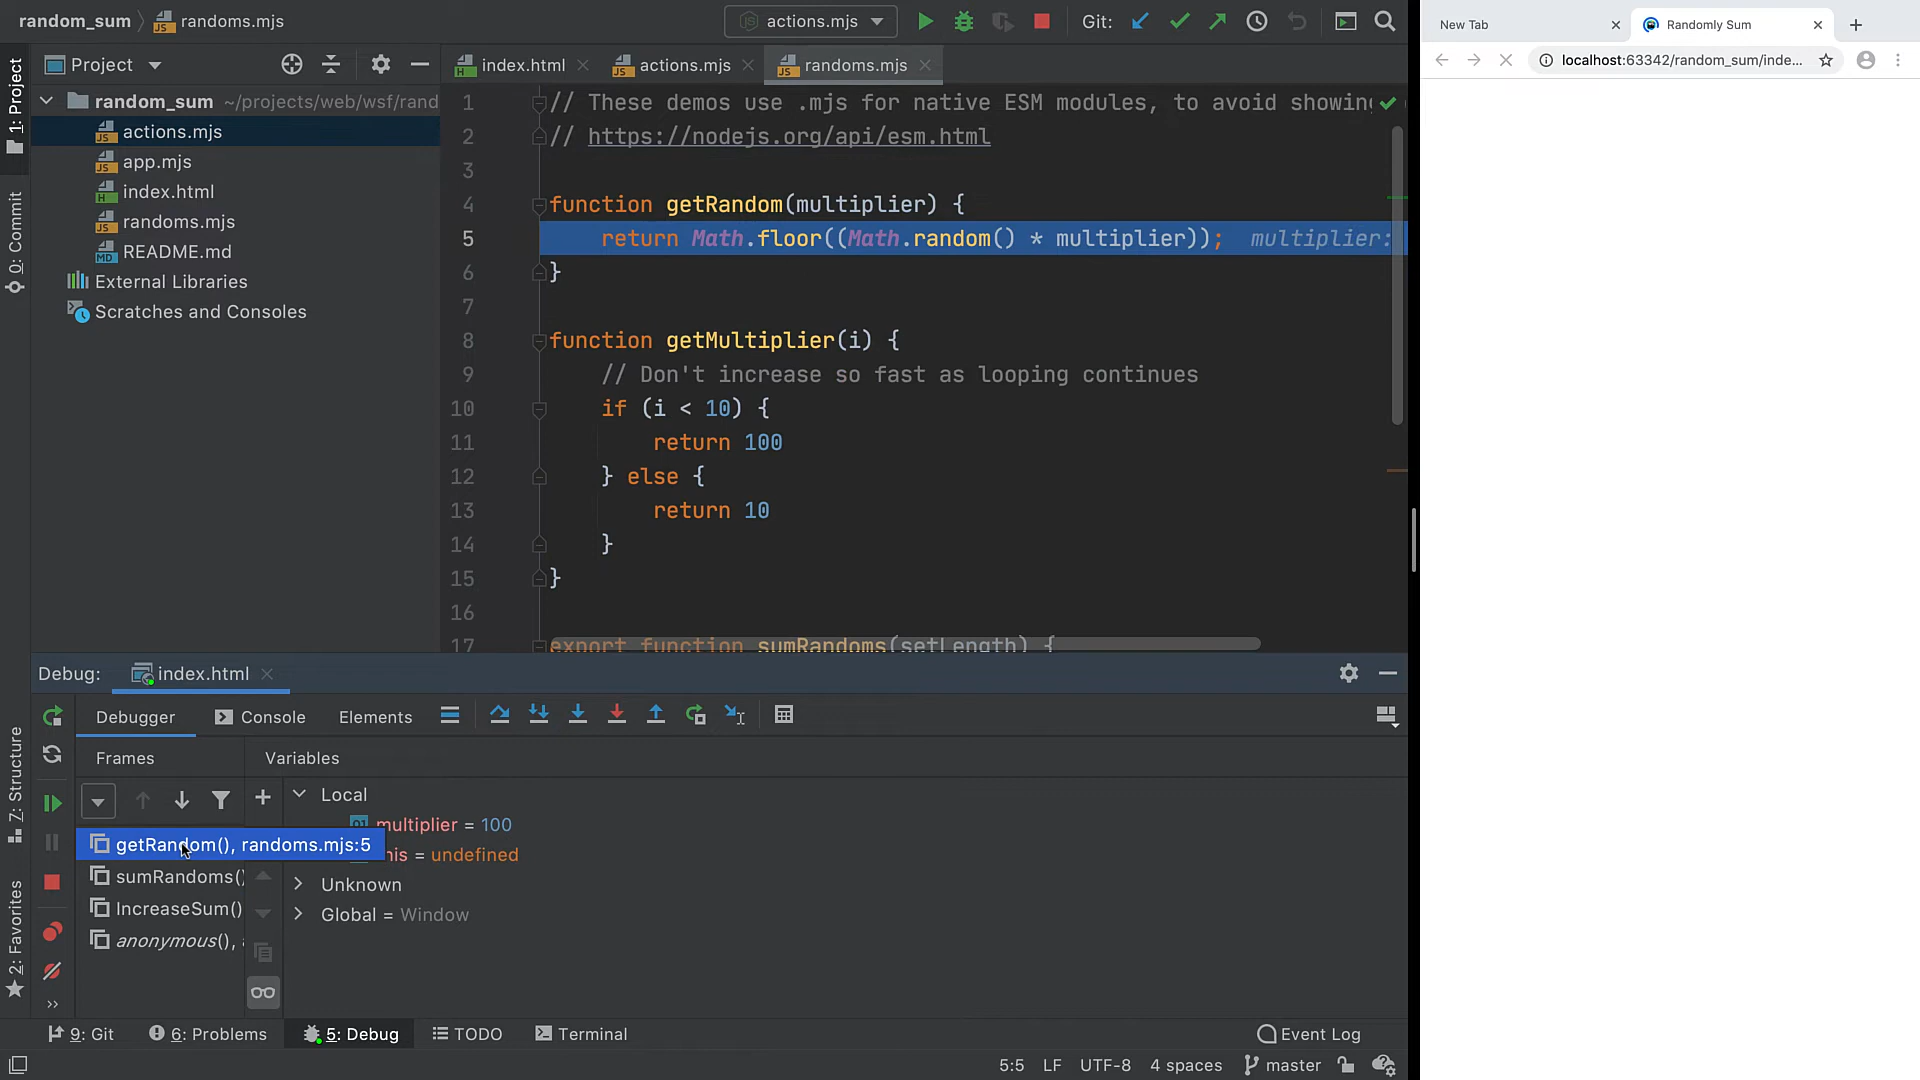 random_sum
randoms.mjs
actions.mjs
Git:
New Tab
Randomly Sum
localhost:63342/random_sum/inde...
1: Project
0: Commit
7: Structure
2: Favorites
Project
random_sum ~/projects/web/wsf/rand
actions.mjs
app.mjs
index.html
randoms.mjs
README.md
External Libraries
Scratches and Consoles
index.html
actions.mjs
randoms.mjs
1 // These demos use .mjs for native ESM modules, to avoid showin
2 // https://nodejs.org/api/esm.html
3
4 function getRandom(multiplier) {
5 return Math.floor((Math.random() * multiplier)); multiplier:
6 }
7
8 function getMultiplier(i) {
9 // Don't increase so fast as looping continues
10 if (i < 10) {
11 return 100
12 } else {
13 return 10
14 }
15 }
16
17 export function sumRandoms(setLength) {
Debug:
index.html
Debugger
Console
Elements
Frames
Variables
getRandom(), randoms.mjs:5
sumRandoms()
IncreaseSum()
anonymous(),
Local
multiplier = 100
his = undefined
Unknown
Global = Window
9: Git
6: Problems
5: Debug
TODO
Terminal
Event Log
5:5
LF
UTF-8
4 spaces
master